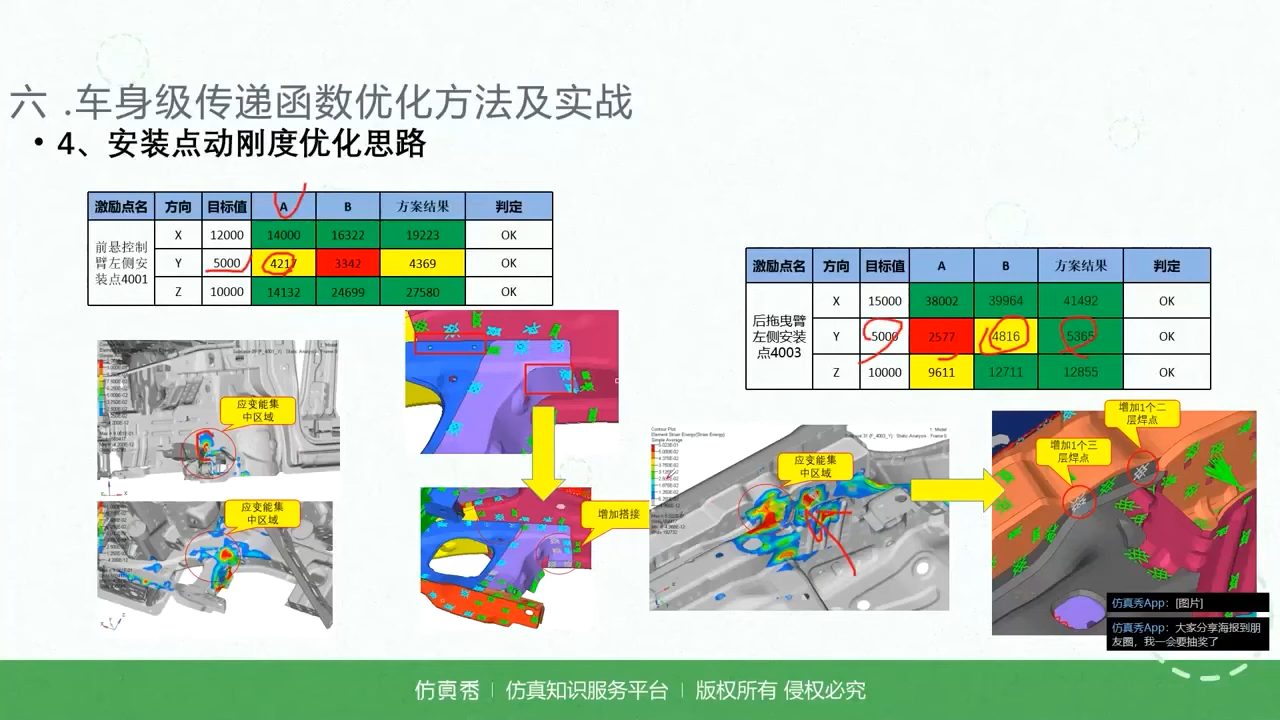 六 .车身级传递函数优化方法及实战
• 4、安装点动刚度优化思路
激励点名 方向 目标值 A B 方案结果 判定
前悬控制臂左侧安装点4001
X 12000 14000 16322 19223 OK
Y 5000 4217 3342 4369 OK
Z 10000 14132 24699 27580 OK
激励点名 方向 目标值 A B 方案结果 判定
后拖曳臂左侧安装点4003
X 15000 38002 39964 41492 OK
Y 5000 2577 4816 5365 OK
Z 10000 9611 12711 12855 OK
应变能集
中区域
应变能集
中区域
增加搭接
Contour Plot
Element Strain Energy(Strain Energy)
Simple Average
应变能集
中区域
增加1个二
层焊点
增加1个三
层焊点
仿真秀App：[图片]
仿真秀App：大家分享海报到朋
友圈，我一会要抽奖了
仿真秀 | 仿真知识服务平台 | 版权所有 侵权必究